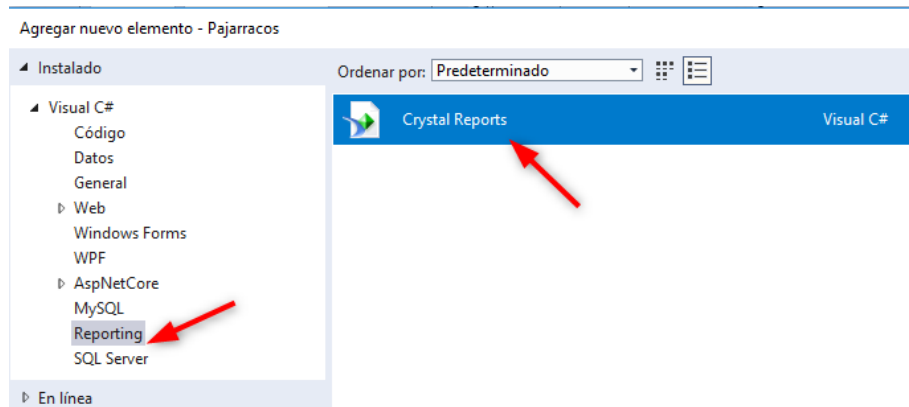 Agregar nuevo elemento - Pajarracos
Instalado
Ordenar por: Predeterminado
Visual C#
Código
Datos
General
Web
Windows Forms
WPF
AspNetCore
MySQL
Reporting
SQL Server
En línea
Crystal Reports Visual C#